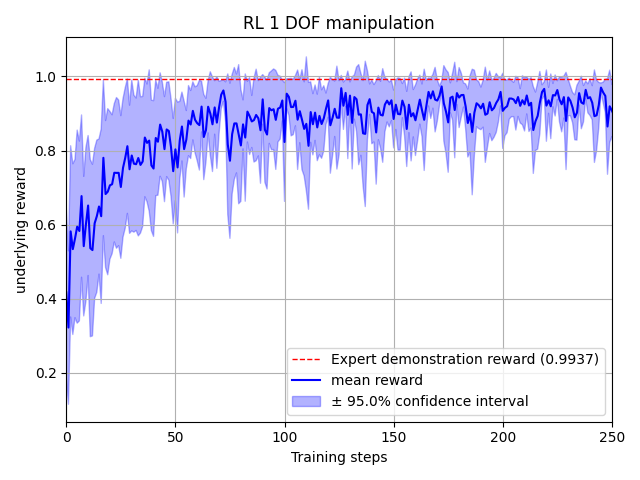 RL 1 DOF manipulation
underlying reward
1.0
0.8
0.6
0.4
0.2
0
50
100
150
200
250
Training steps
Expert demonstration reward (0.9937)
mean reward
± 95.0% confidence interval